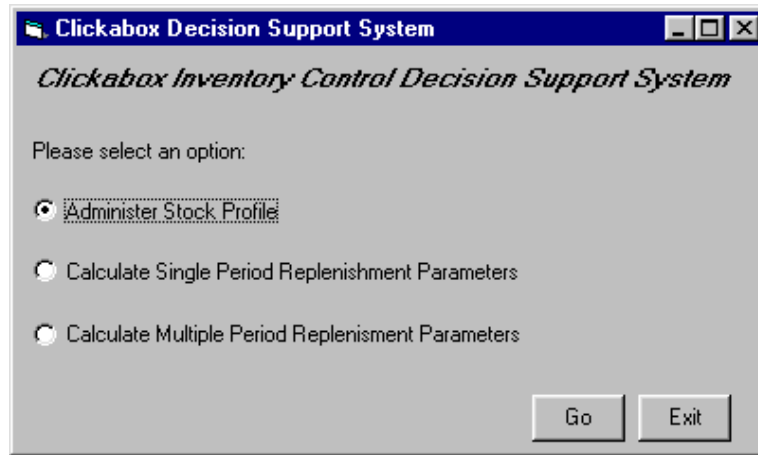 Clickabox Decision Support System
Clickabox Inventory Control Decision Support System
Please select an option:
Administer Stock Profile
Calculate Single Period Replenishment Parameters
Calculate Multiple Period Replenisment Parameters
Go Exit